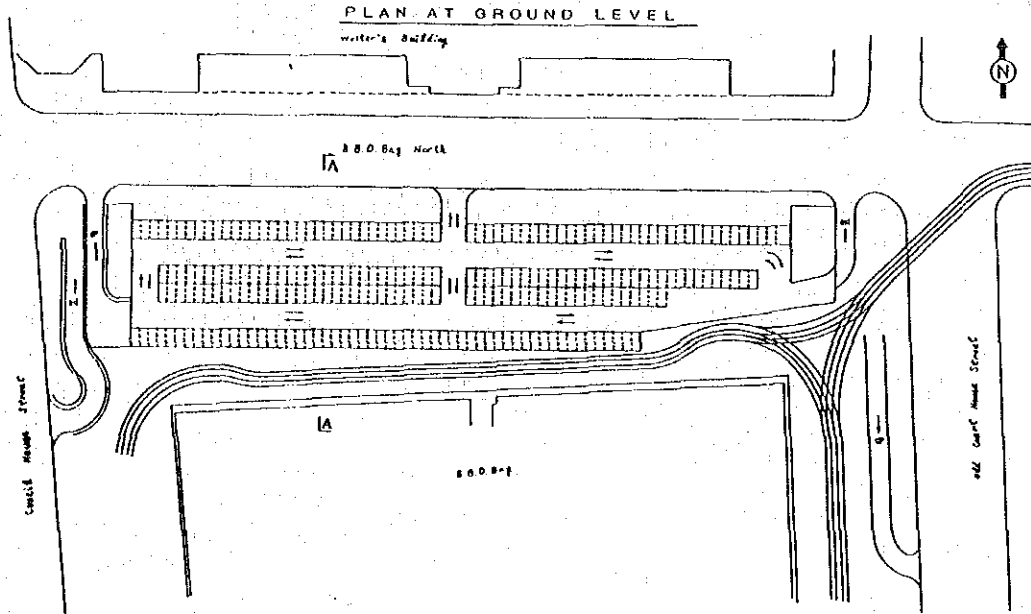 PLAN AT GROUND LEVEL
writer's Building
N
B.B.D. Bag North
A
A
B.B.D. Bag
Council House Street
old court House Street